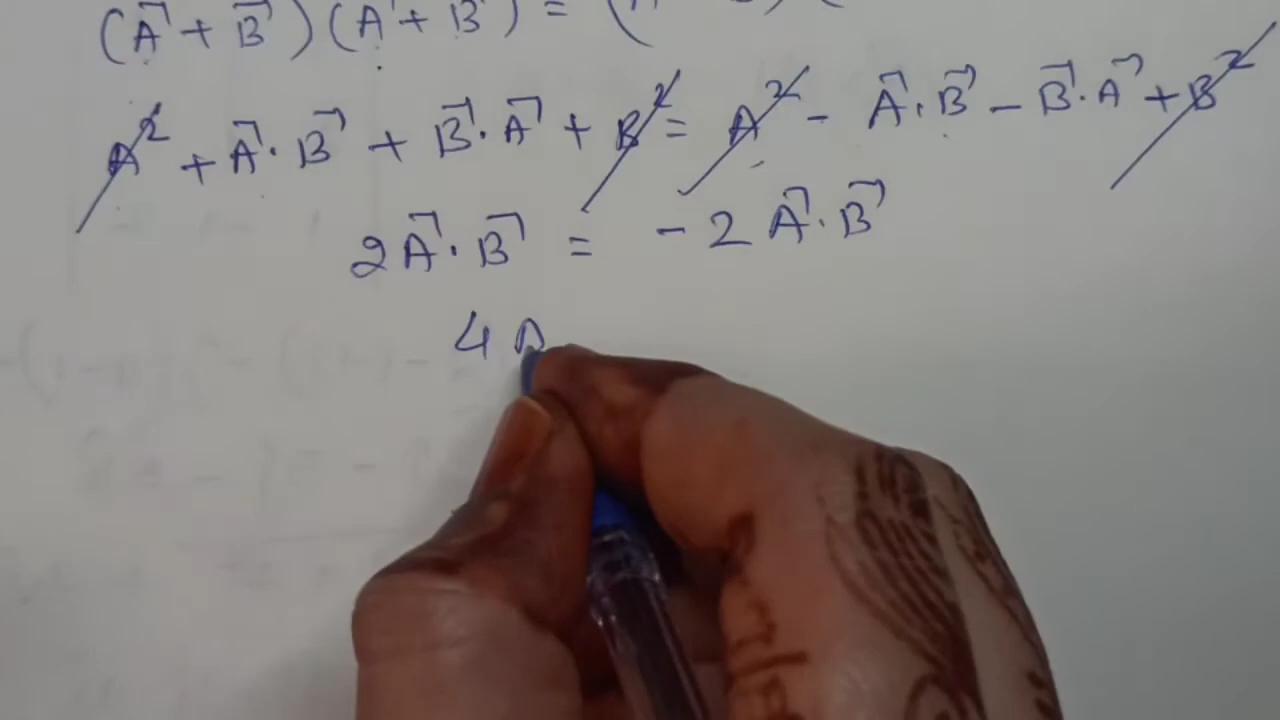 (A⃗ + B⃗)(A⃗ + B⃗) = (
A² + A⃗·B⃗ + B⃗·A⃗ + B² = A² - A⃗·B⃗ - B⃗·A⃗ + B²
2A⃗·B⃗ = -2A⃗·B⃗
4 A